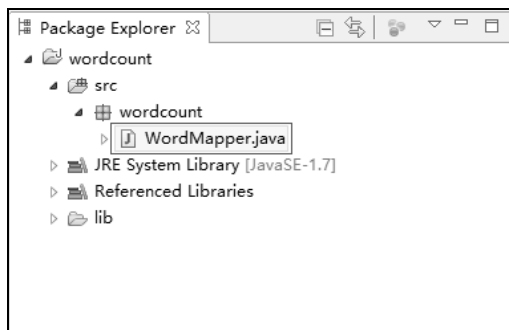 Package Explorer
wordcount
src
wordcount
J WordMapper.java
JRE System Library [JavaSE-1.7]
Referenced Libraries
lib